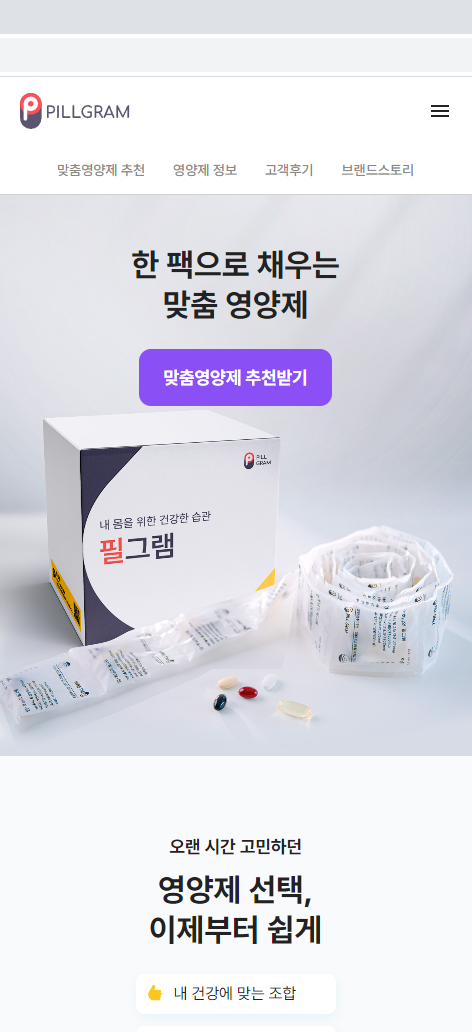 PILLGRAM
맞춤영양제 추천 영양제 정보 고객후기 브랜드스토리
한 팩으로 채우는
맞춤 영양제
맞춤영양제 추천받기
PILL
GRAM
내 몸을 위한 건강한 습관
필그램
오랜 시간 고민하던
영양제 선택,
이제부터 쉽게
내 건강에 맞는 조합